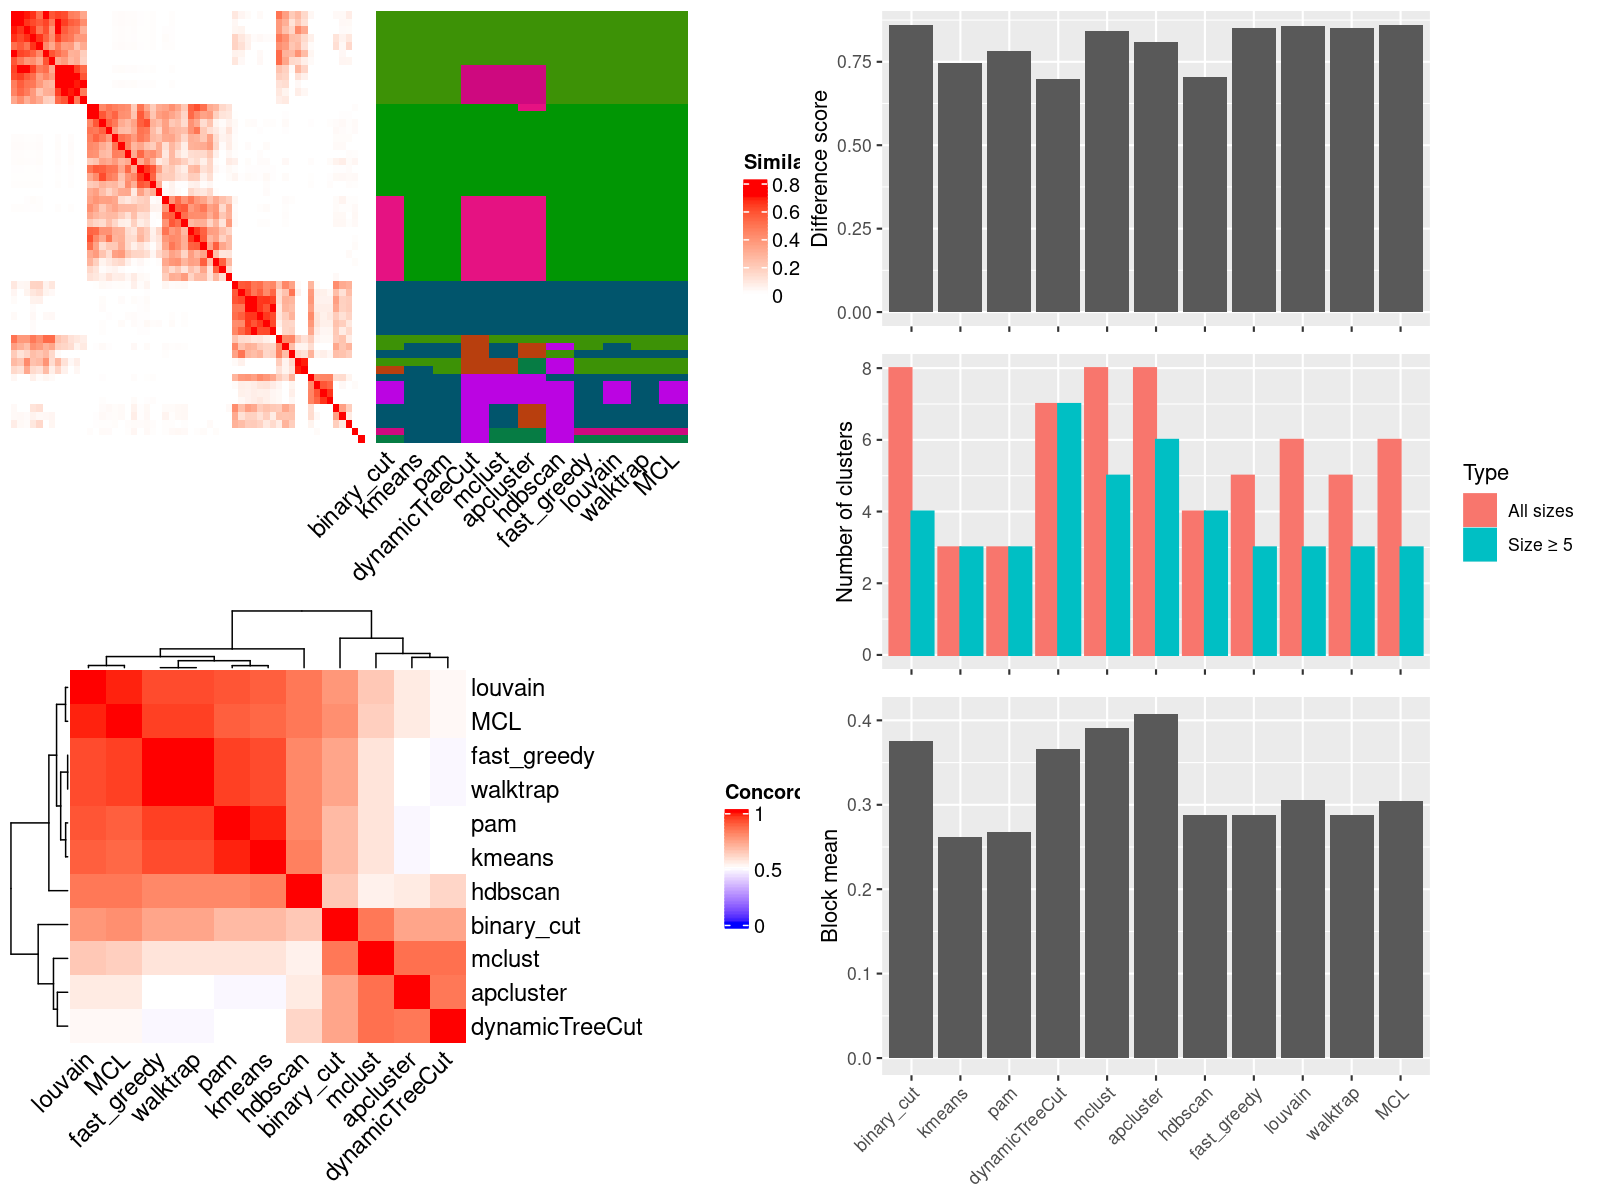 Simila
0.8
0.6
0.4
0.2
0
binary_cut
kmeans
pam
dynamicTreeCut
mclust
apcluster
hdbscan
fast_greedy
louvain
walktrap
MCL
Difference score
0.75
0.50
0.25
0.00
Number of clusters
8
6
4
2
0
Type
All sizes
Size ≥ 5
louvain
MCL
fast_greedy
walktrap
pam
kmeans
hdbscan
binary_cut
mclust
apcluster
dynamicTreeCut
louvain
MCL
fast_greedy
walktrap
pam
kmeans
hdbscan
binary_cut
mclust
apcluster
dynamicTreeCut
Concord
1
0.5
0
Block mean
0.4
0.3
0.2
0.1
0.0
binary_cut
kmeans
pam
dynamicTreeCut
mclust
apcluster
hdbscan
fast_greedy
louvain
walktrap
MCL